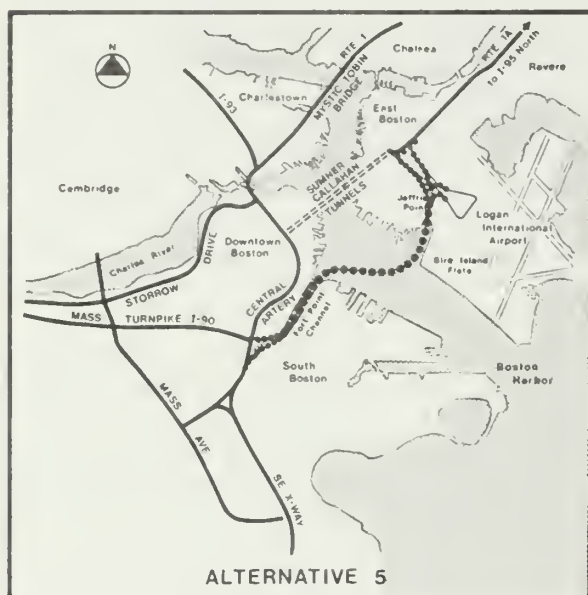 N
RTE 1
Chelsea
RTE 1A
to I-95 North
Revere
I-93
MYSTIC TOBIN
BRIDGE
Charlestown
East
Boston
Cambridge
SUMNER
CALLAHAN
TUNNELS
Jeffries
Point
Logan
International
Airport
Charles River
Downtown
Boston
Bird Island
Flats
STORROW
DRIVE
CENTRAL
ARTERY
MASS TURNPIKE I-90
Fort Point
Channel
South
Boston
Boston
Harbor
MASS
AVE
SE X-WAY
ALTERNATIVE 5